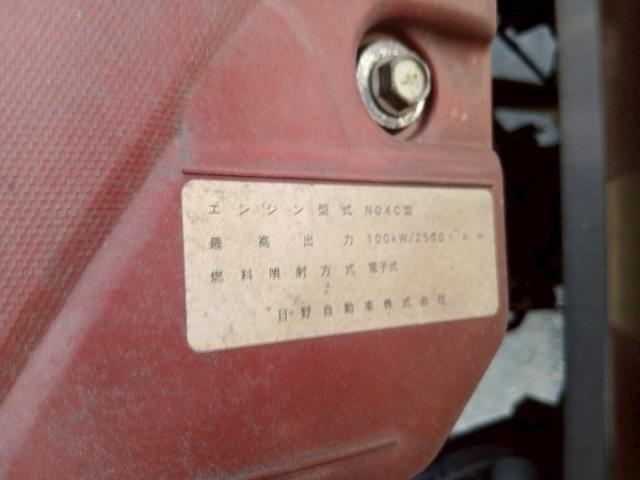 エンジン型式 N04C型
最高出力 100kW/2500rpm
燃料噴射方式 電子式
日野自動車株式会社